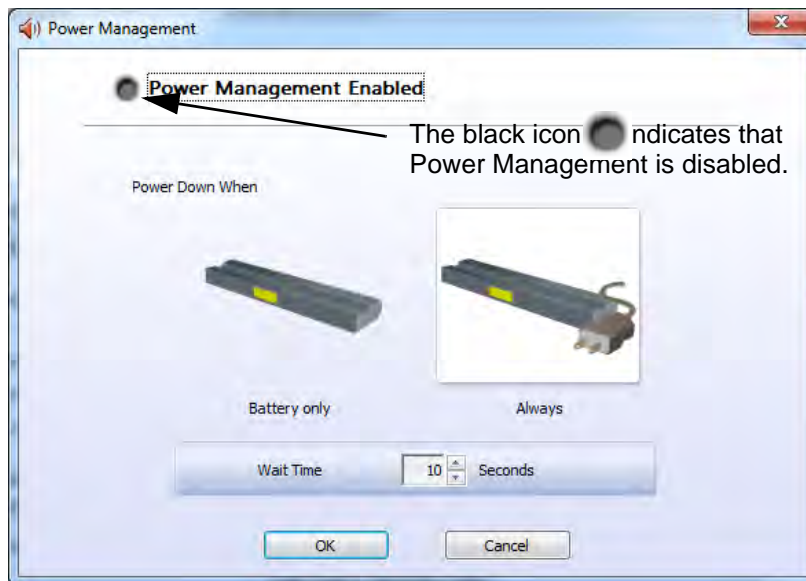 Power Management
Power Management Enabled
The black icon ndicates that
Power Management is disabled.
Power Down When
Battery only Always
Wait Time 10 Seconds
OK Cancel